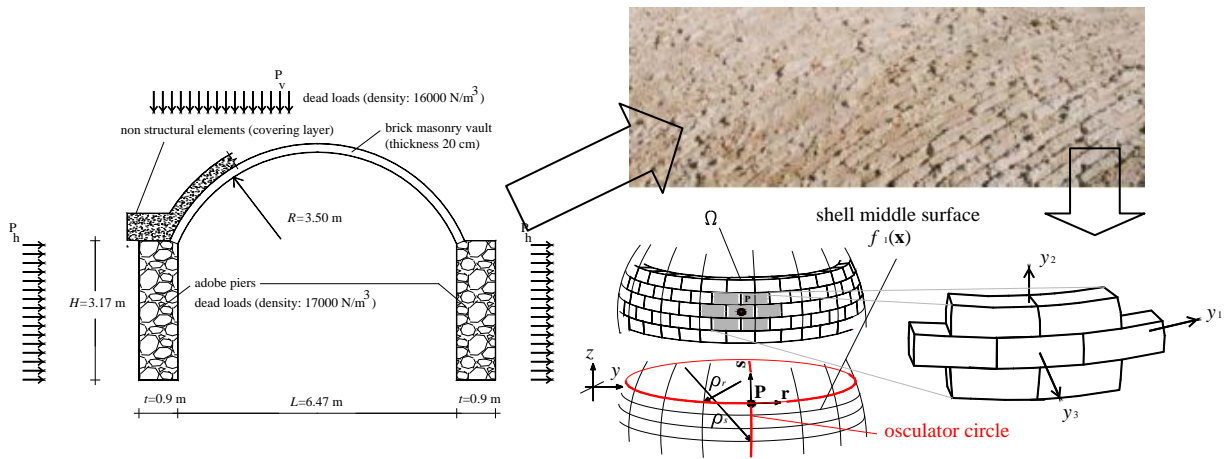 P
v
dead loads (density: 16000 N/m³)
non structural elements (covering layer)
brick masonry vault
(thickness 20 cm)
R=3.50 m
P
h
P
h
adobe piers
dead loads (density: 17000 N/m³)
H=3.17 m
t=0.9 m
L=6.47 m
t=0.9 m
Ω
shell middle surface
f ₁(x)
P
y₂
y₁
y₃
z
y
s
ρr
P
r
ρs
osculator circle